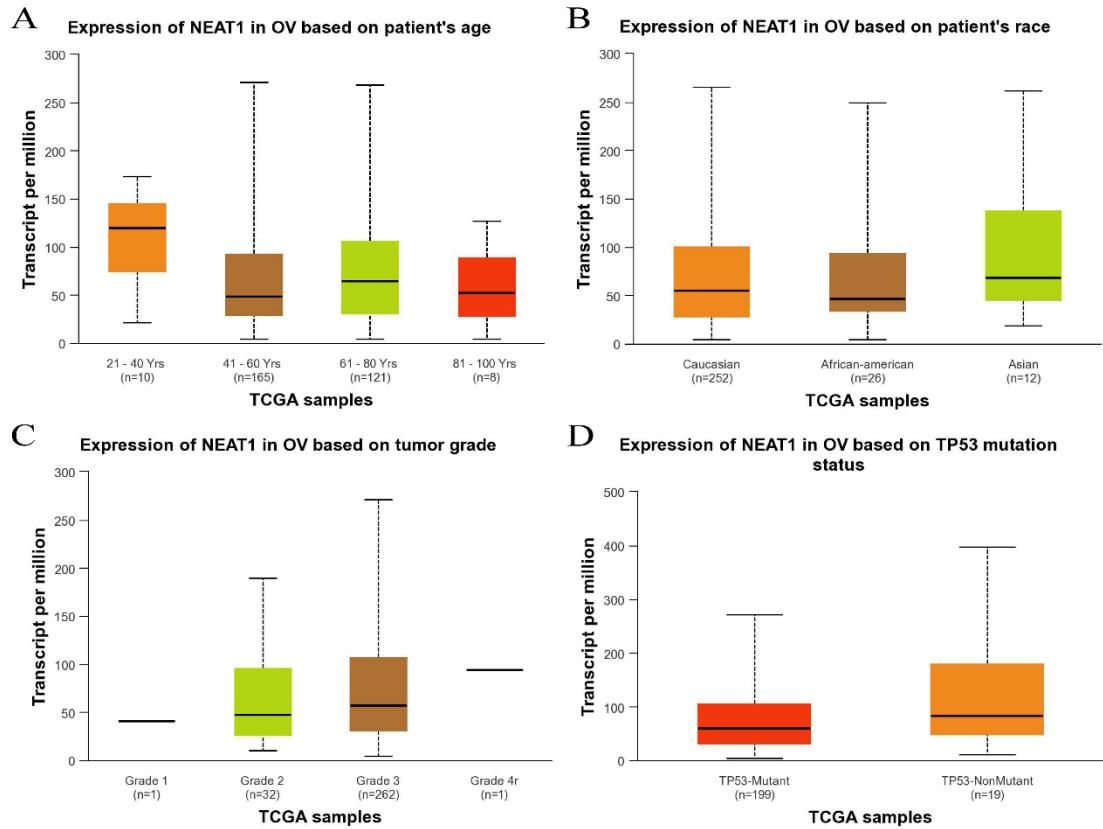 A
Expression of NEAT1 in OV based on patient's age
Transcript per million
300
250
200
150
100
50
0
21 - 40 Yrs
(n=10)
41 - 60 Yrs
(n=165)
61 - 80 Yrs
(n=121)
81 - 100 Yrs
(n=8)
TCGA samples
B
Expression of NEAT1 in OV based on patient's race
Transcript per million
300
250
200
150
100
50
0
Caucasian
(n=252)
African-american
(n=26)
Asian
(n=12)
TCGA samples
C
Expression of NEAT1 in OV based on tumor grade
Transcript per million
300
250
200
150
100
50
0
Grade 1
(n=1)
Grade 2
(n=32)
Grade 3
(n=262)
Grade 4r
(n=1)
TCGA samples
D
Expression of NEAT1 in OV based on TP53 mutation
status
Transcript per million
500
400
300
200
100
0
TP53-Mutant
(n=199)
TP53-NonMutant
(n=19)
TCGA samples